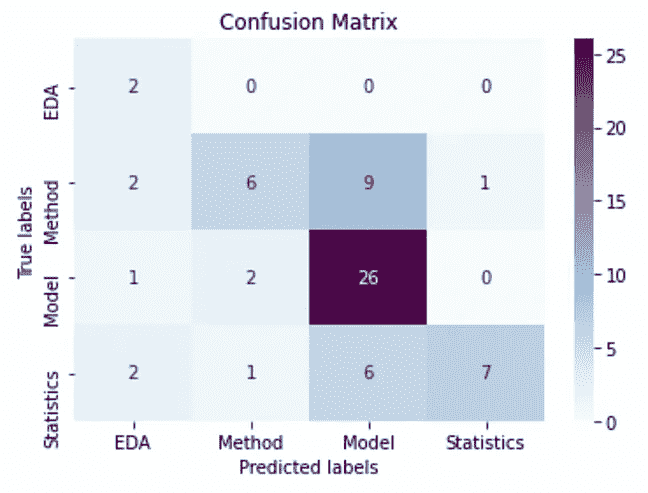 Confusion Matrix
True labels
EDA
2 0 0 0
Method
2 6 9 1
Model
1 2 26 0
Statistics
2 1 6 7
EDA Method Model Statistics
Predicted labels
25
20
15
10
5
0